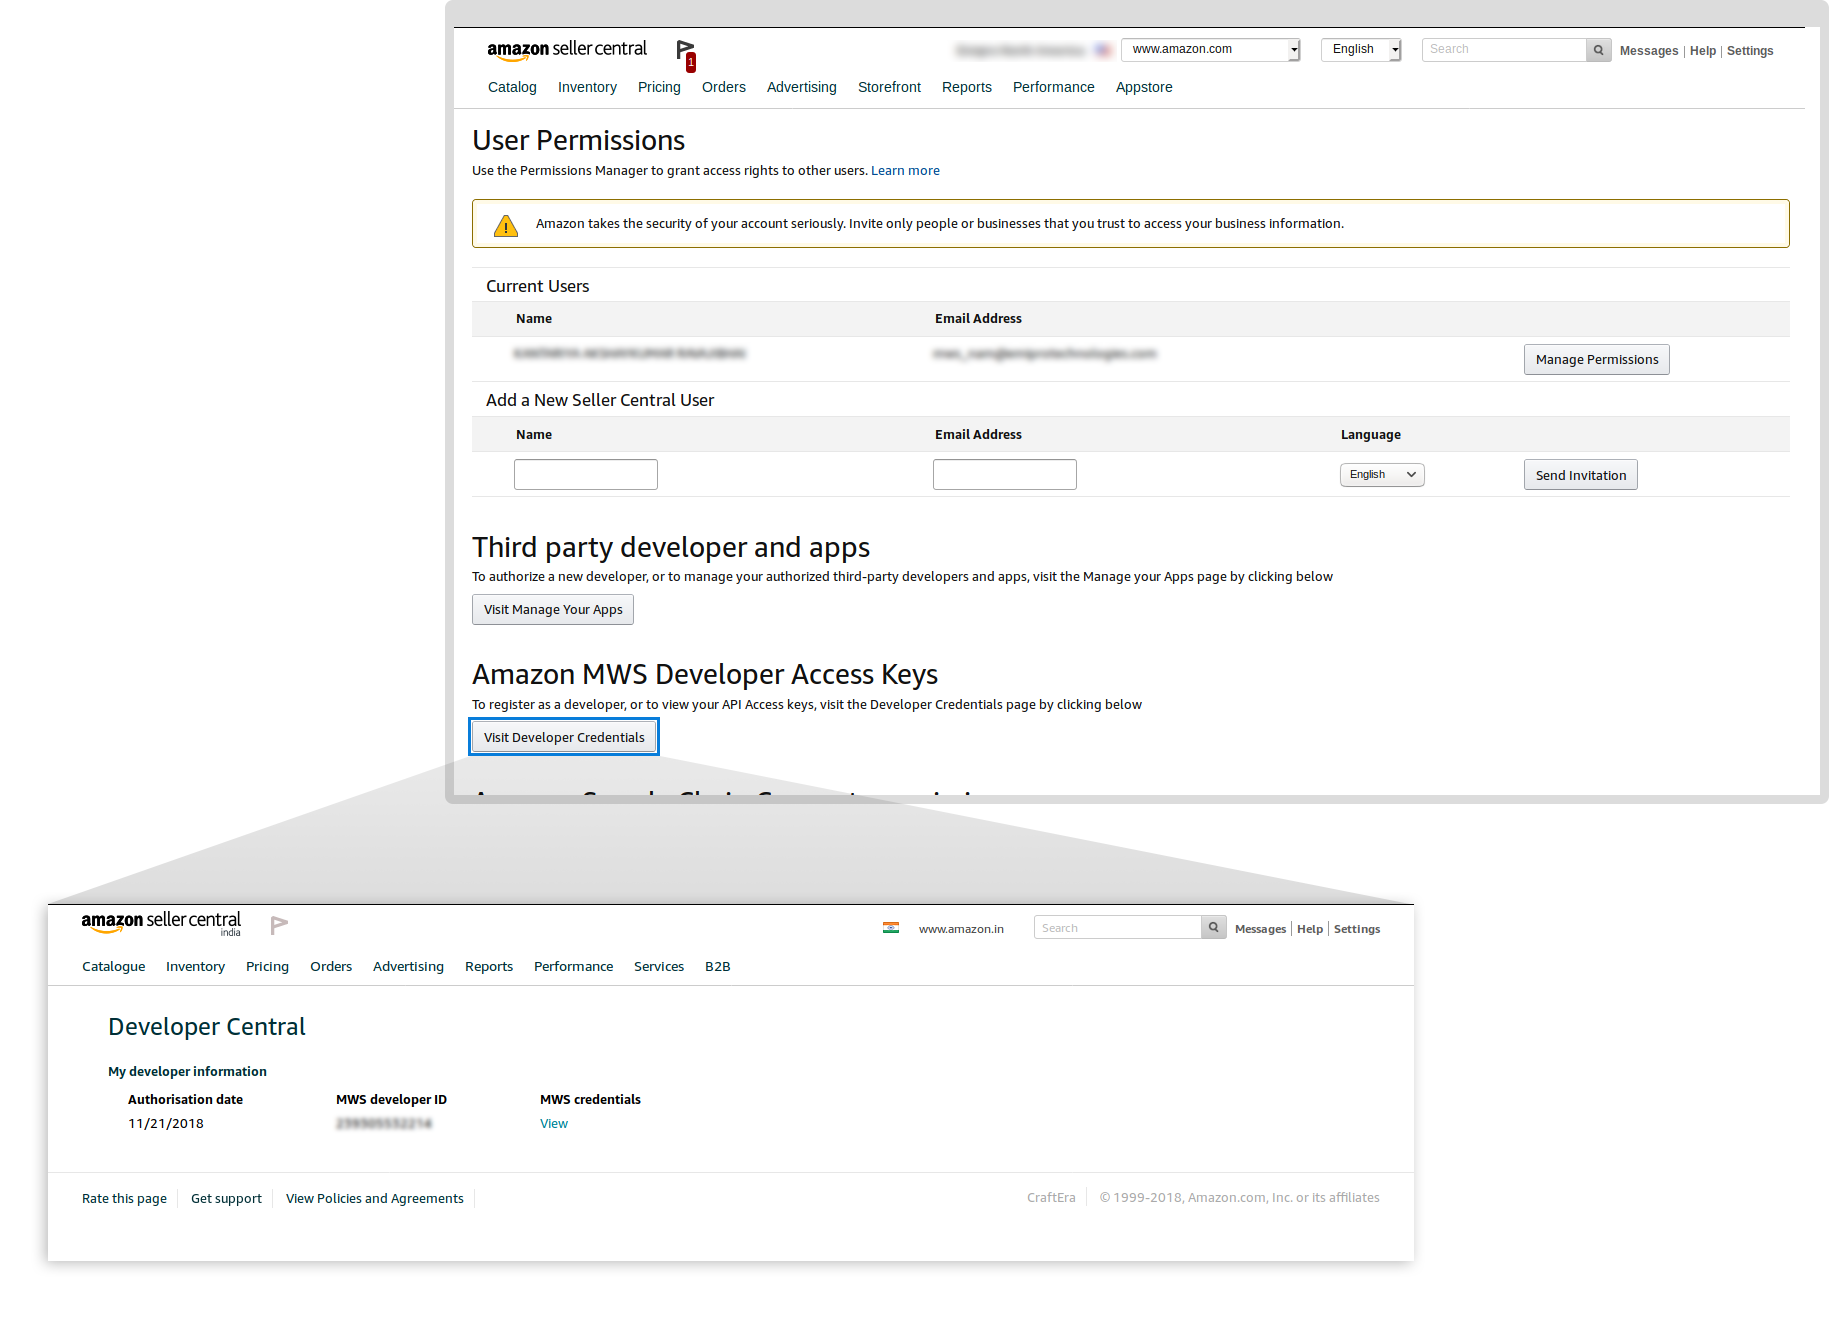 amazon seller central
1
www.amazon.com
English
Search
Messages | Help | Settings
Catalog Inventory Pricing Orders Advertising Storefront Reports Performance Appstore
User Permissions
Use the Permissions Manager to grant access rights to other users. Learn more
Amazon takes the security of your account seriously. Invite only people or businesses that you trust to access your business information.
Current Users
Name Email Address
Manage Permissions
Add a New Seller Central User
Name Email Address Language
English Send Invitation
Third party developer and apps
To authorize a new developer, or to manage your authorized third-party developers and apps, visit the Manage your Apps page by clicking below
Visit Manage Your Apps
Amazon MWS Developer Access Keys
To register as a developer, or to view your API Access keys, visit the Developer Credentials page by clicking below
Visit Developer Credentials
amazon seller central
india
www.amazon.in
Search
Messages | Help | Settings
Catalogue Inventory Pricing Orders Advertising Reports Performance Services B2B
Developer Central
My developer information
Authorisation date MWS developer ID MWS credentials
11/21/2018 View
Rate this page Get support View Policies and Agreements CraftEra © 1999-2018, Amazon.com, Inc. or its affiliates